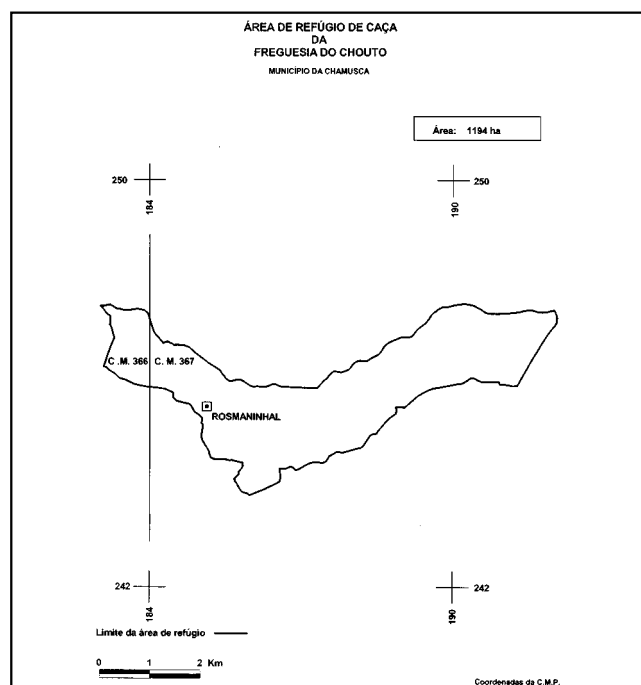 ÁREA DE REFÚGIO DE CAÇA
DA
FREGUESIA DO CHOUTO
MUNICÍPIO DA CHAMUSCA
Área: 1194 ha
250
184
190
250
C .M. 366
C. M. 367
ROSMANINHAL
242
184
190
242
Limite da área de refúgio
0 1 2 Km
Coordenadas da C.M.P.